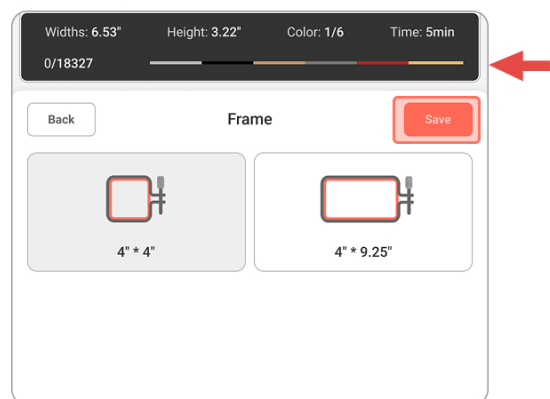 Widths: 6.53" Height: 3.22" Color: 1/6 Time: 5min
0/18327
Back Frame Save
4" * 4" 4" * 9.25"